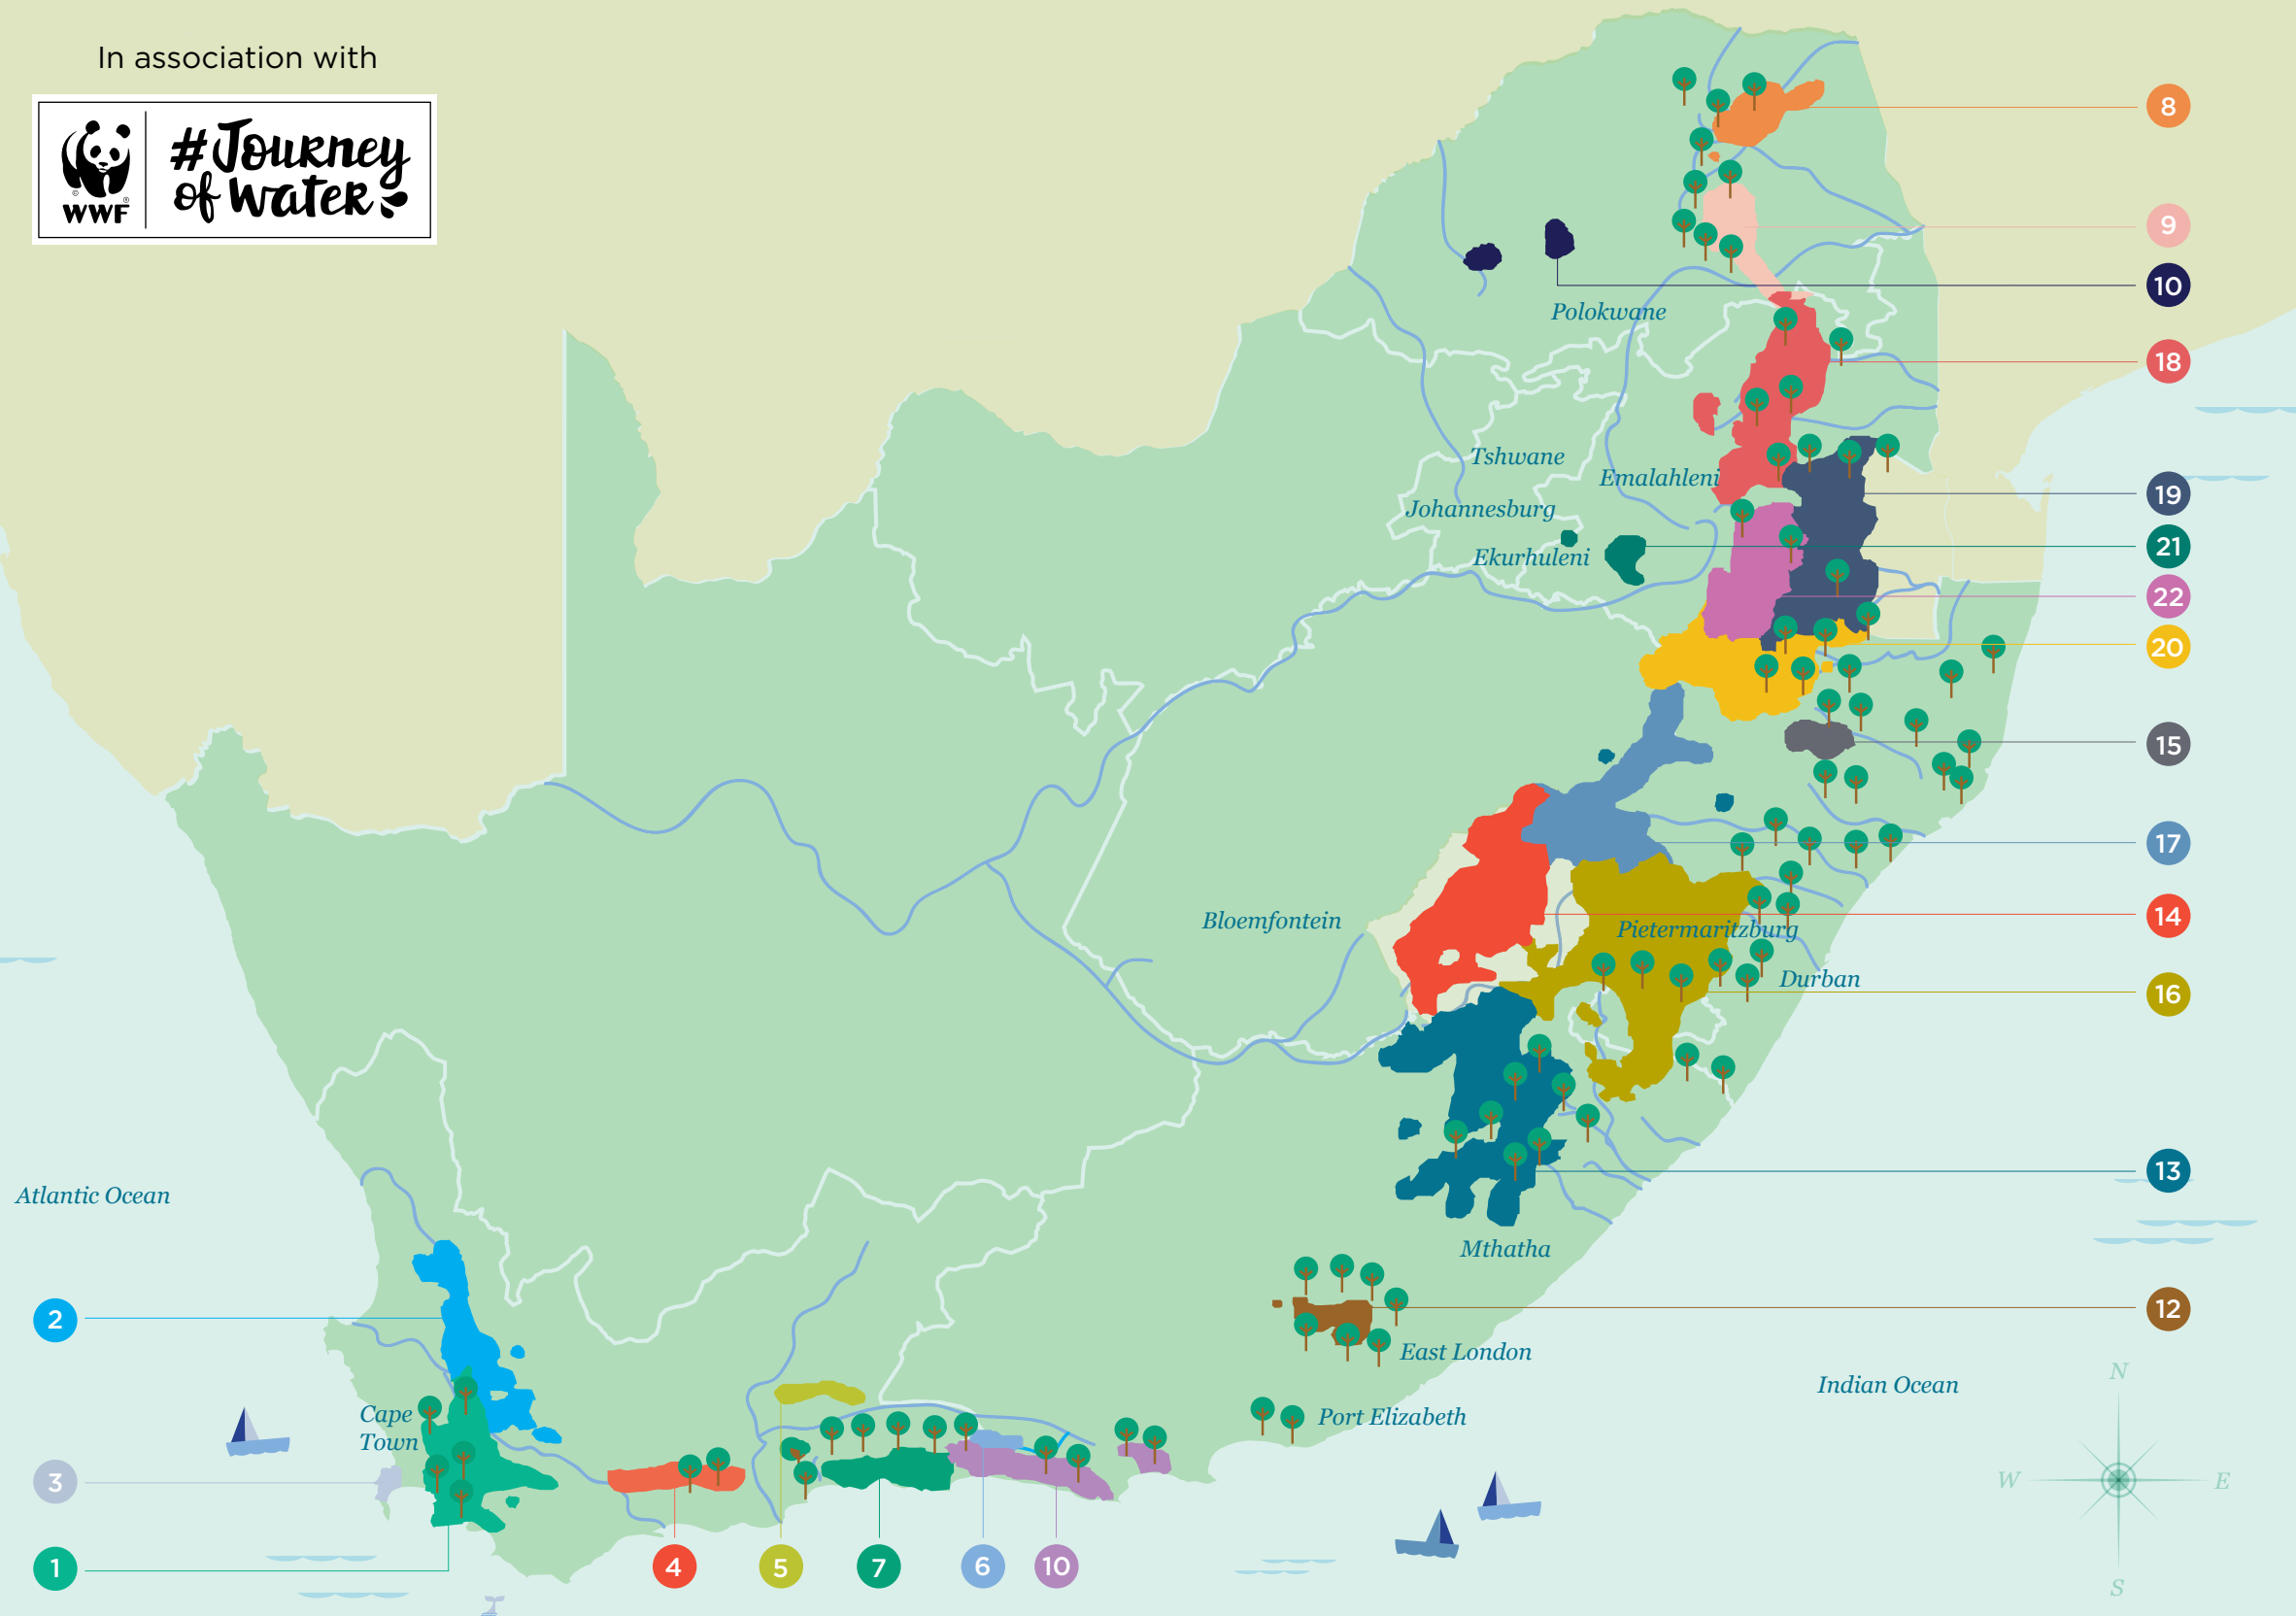 In association with
WWF
#Journey
of Water
8
9
10
Polokwane
18
Tshwane
Emalahleni
19
Johannesburg
21
Ekurhuleni
22
20
15
17
14
Bloemfontein
Pietermaritzburg
Durban
16
13
Atlantic Ocean
Mthatha
2
12
East London
Indian Ocean
N
Cape
Town
Port Elizabeth
3
W
E
1
4
5
7
6
10
S